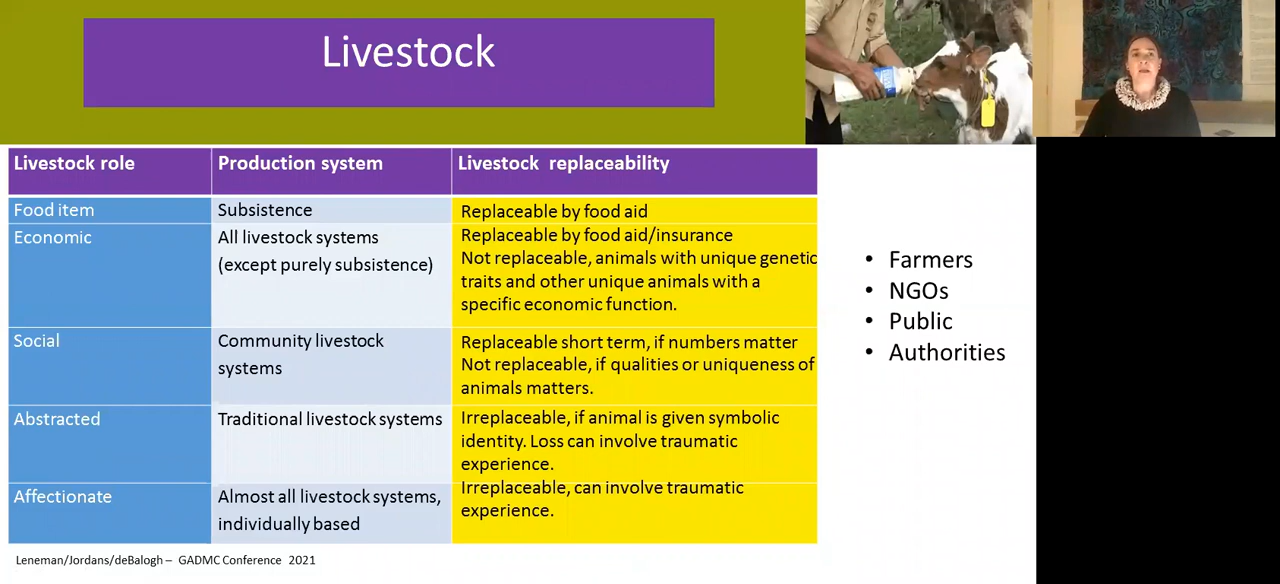 Livestock
Livestock role
Production system
Livestock replaceability
Food item
Subsistence
Replaceable by food aid
Economic
All livestock systems
(except purely subsistence)
Replaceable by food aid/insurance
Not replaceable, animals with unique genetic
traits and other unique animals with a
specific economic function.
Social
Community livestock
systems
Replaceable short term, if numbers matter
Not replaceable, if qualities or uniqueness of
animals matters.
Abstracted
Traditional livestock systems
Irreplaceable, if animal is given symbolic
identity. Loss can involve traumatic
experience.
Affectionate
Almost all livestock systems,
individually based
Irreplaceable, can involve traumatic
experience.
• Farmers
• NGOs
• Public
• Authorities
Leneman/Jordans/deBalogh – GADMC Conference 2021